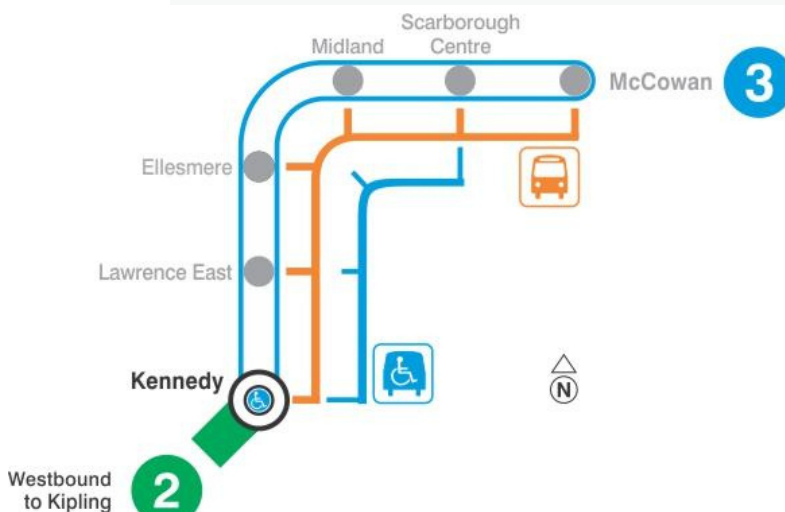 Scarborough
Centre
Midland
McCowan
3
Ellesmere
Lawrence East
Kennedy
N
Westbound
to Kipling
2